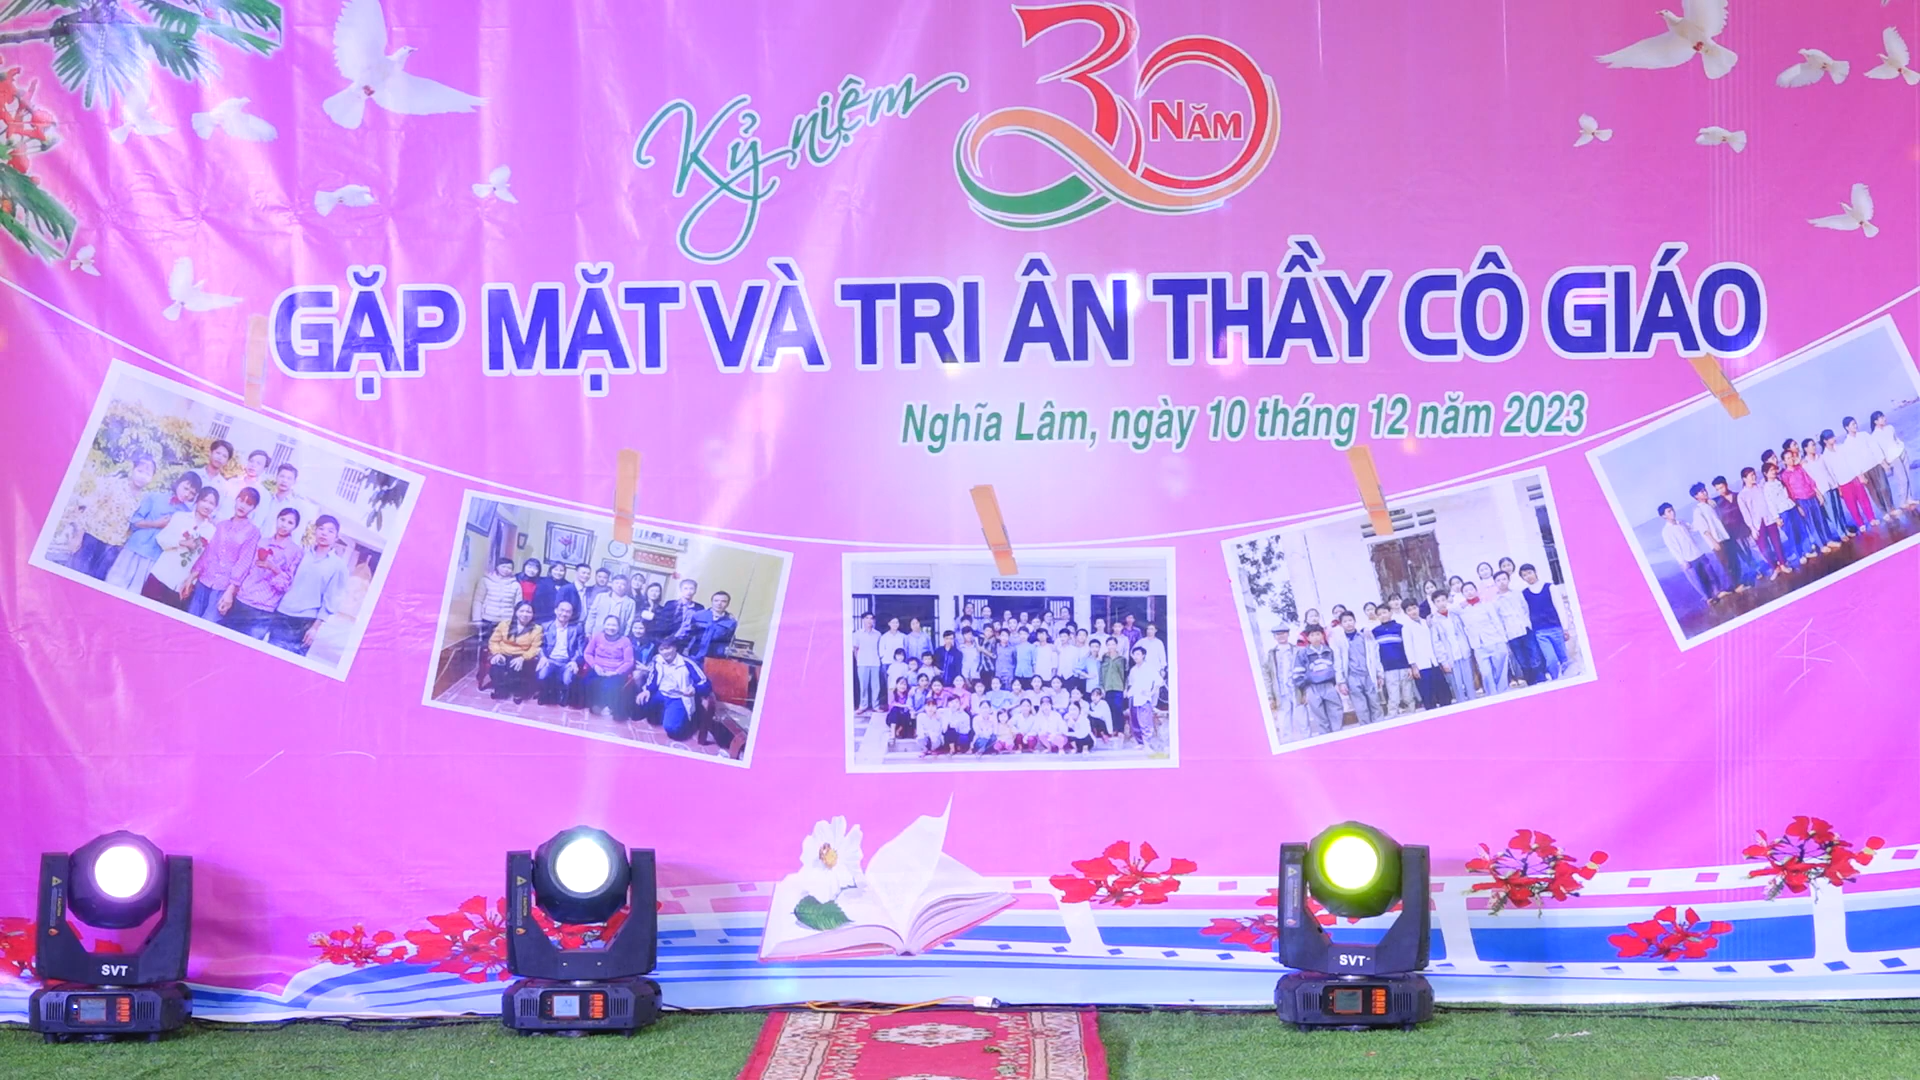 Kỷ niệm 30 NĂM
GẶP MẶT VÀ TRI ÂN THẦY CÔ GIÁO
Nghĩa Lâm, ngày 10 tháng 12 năm 2023
SVT
SVT